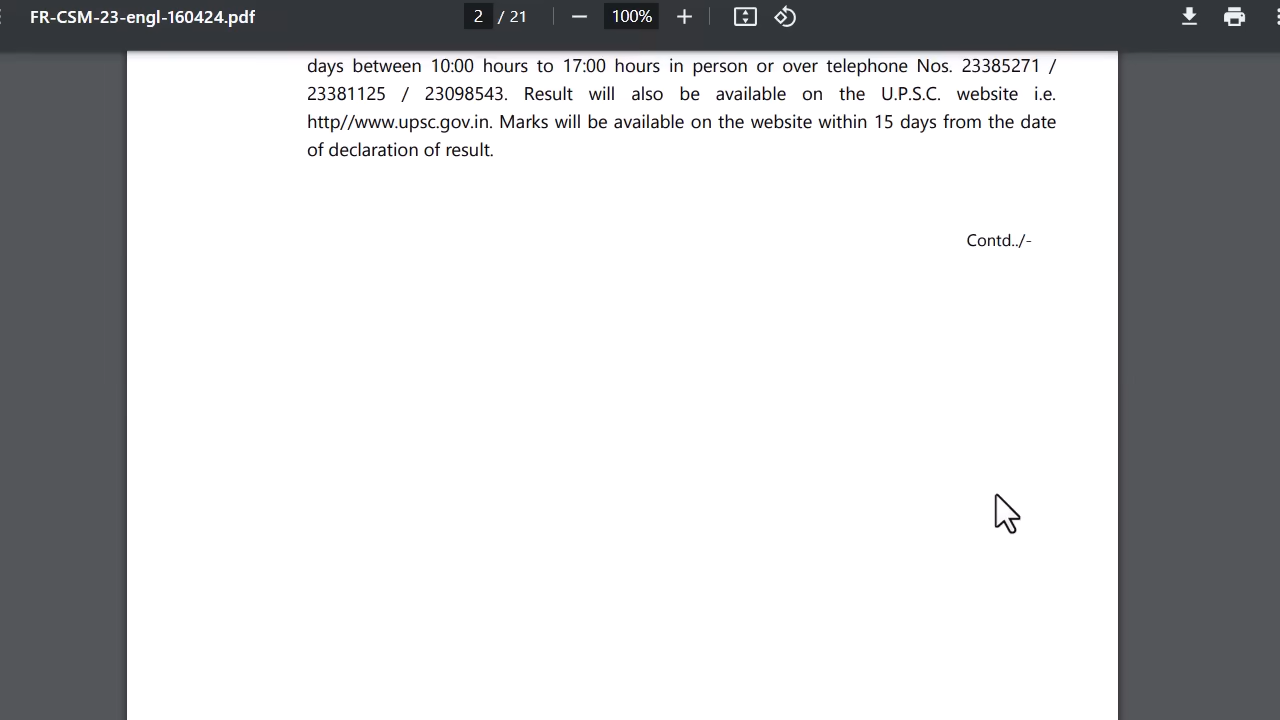 FR-CSM-23-engl-160424.pdf
2 / 21
100%
days between 10:00 hours to 17:00 hours in person or over telephone Nos. 23385271 /
23381125 / 23098543. Result will also be available on the U.P.S.C. website i.e.
http//www.upsc.gov.in. Marks will be available on the website within 15 days from the date
of declaration of result.
Contd../-